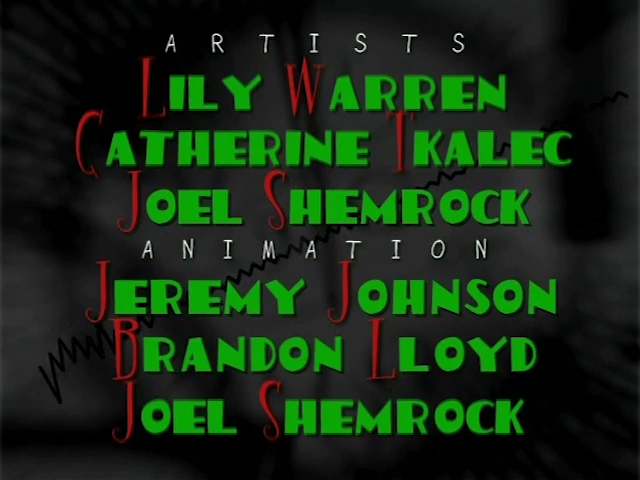 ARTISTS
LILY WARREN
CATHERINE TKALEC
JOEL SHEMROCK
ANIMATION
JEREMY JOHNSON
BRANDON LLOYD
JOEL SHEMROCK